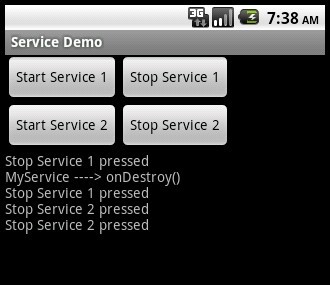 3G 7:38 AM
Service Demo
Start Service 1 Stop Service 1
Start Service 2 Stop Service 2
Stop Service 1 pressed
MyService ----> onDestroy()
Stop Service 1 pressed
Stop Service 2 pressed
Stop Service 2 pressed